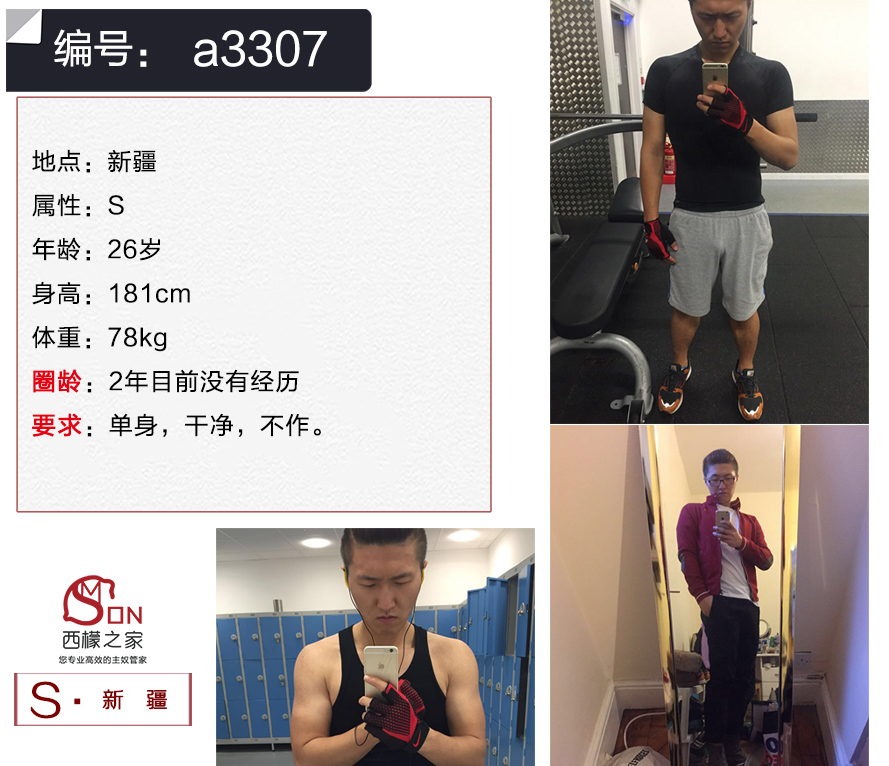 编号： a3307
地点：新疆
属性：S
年龄：26岁
身高：181cm
体重：78kg
圈龄：2年目前没有经历
要求：单身，干净，不作。
SMON
西檬之家
您专业高效的主奴管家
S·新 疆